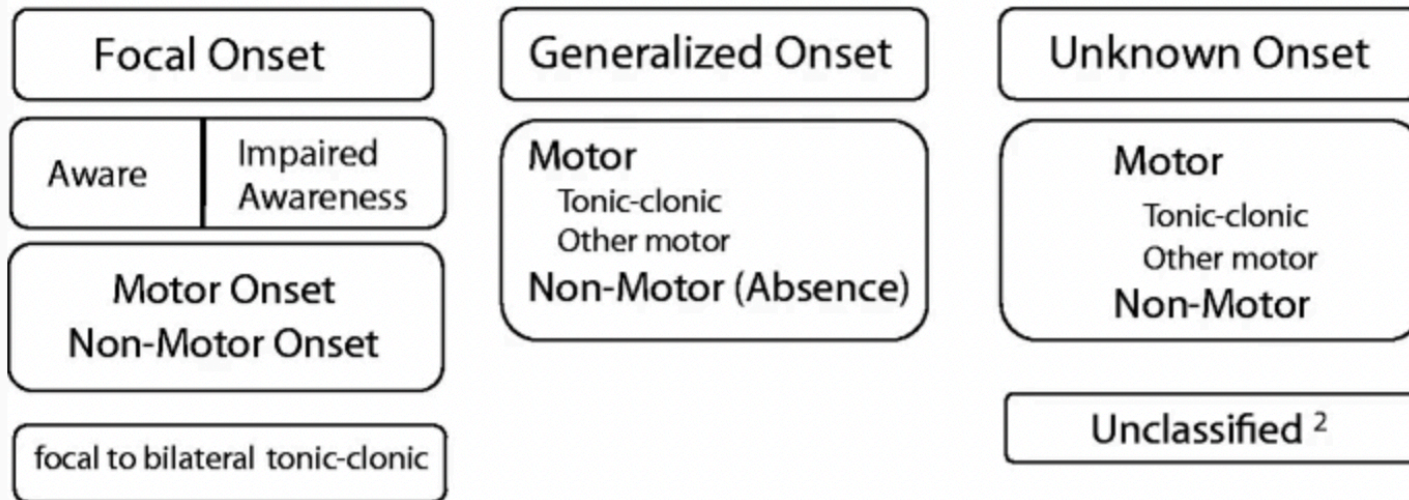 Focal Onset
Aware
Impaired
Awareness
Motor Onset
Non-Motor Onset
focal to bilateral tonic-clonic
Generalized Onset
Motor
Tonic-clonic
Other motor
Non-Motor (Absence)
Unknown Onset
Motor
Tonic-clonic
Other motor
Non-Motor
Unclassified ²